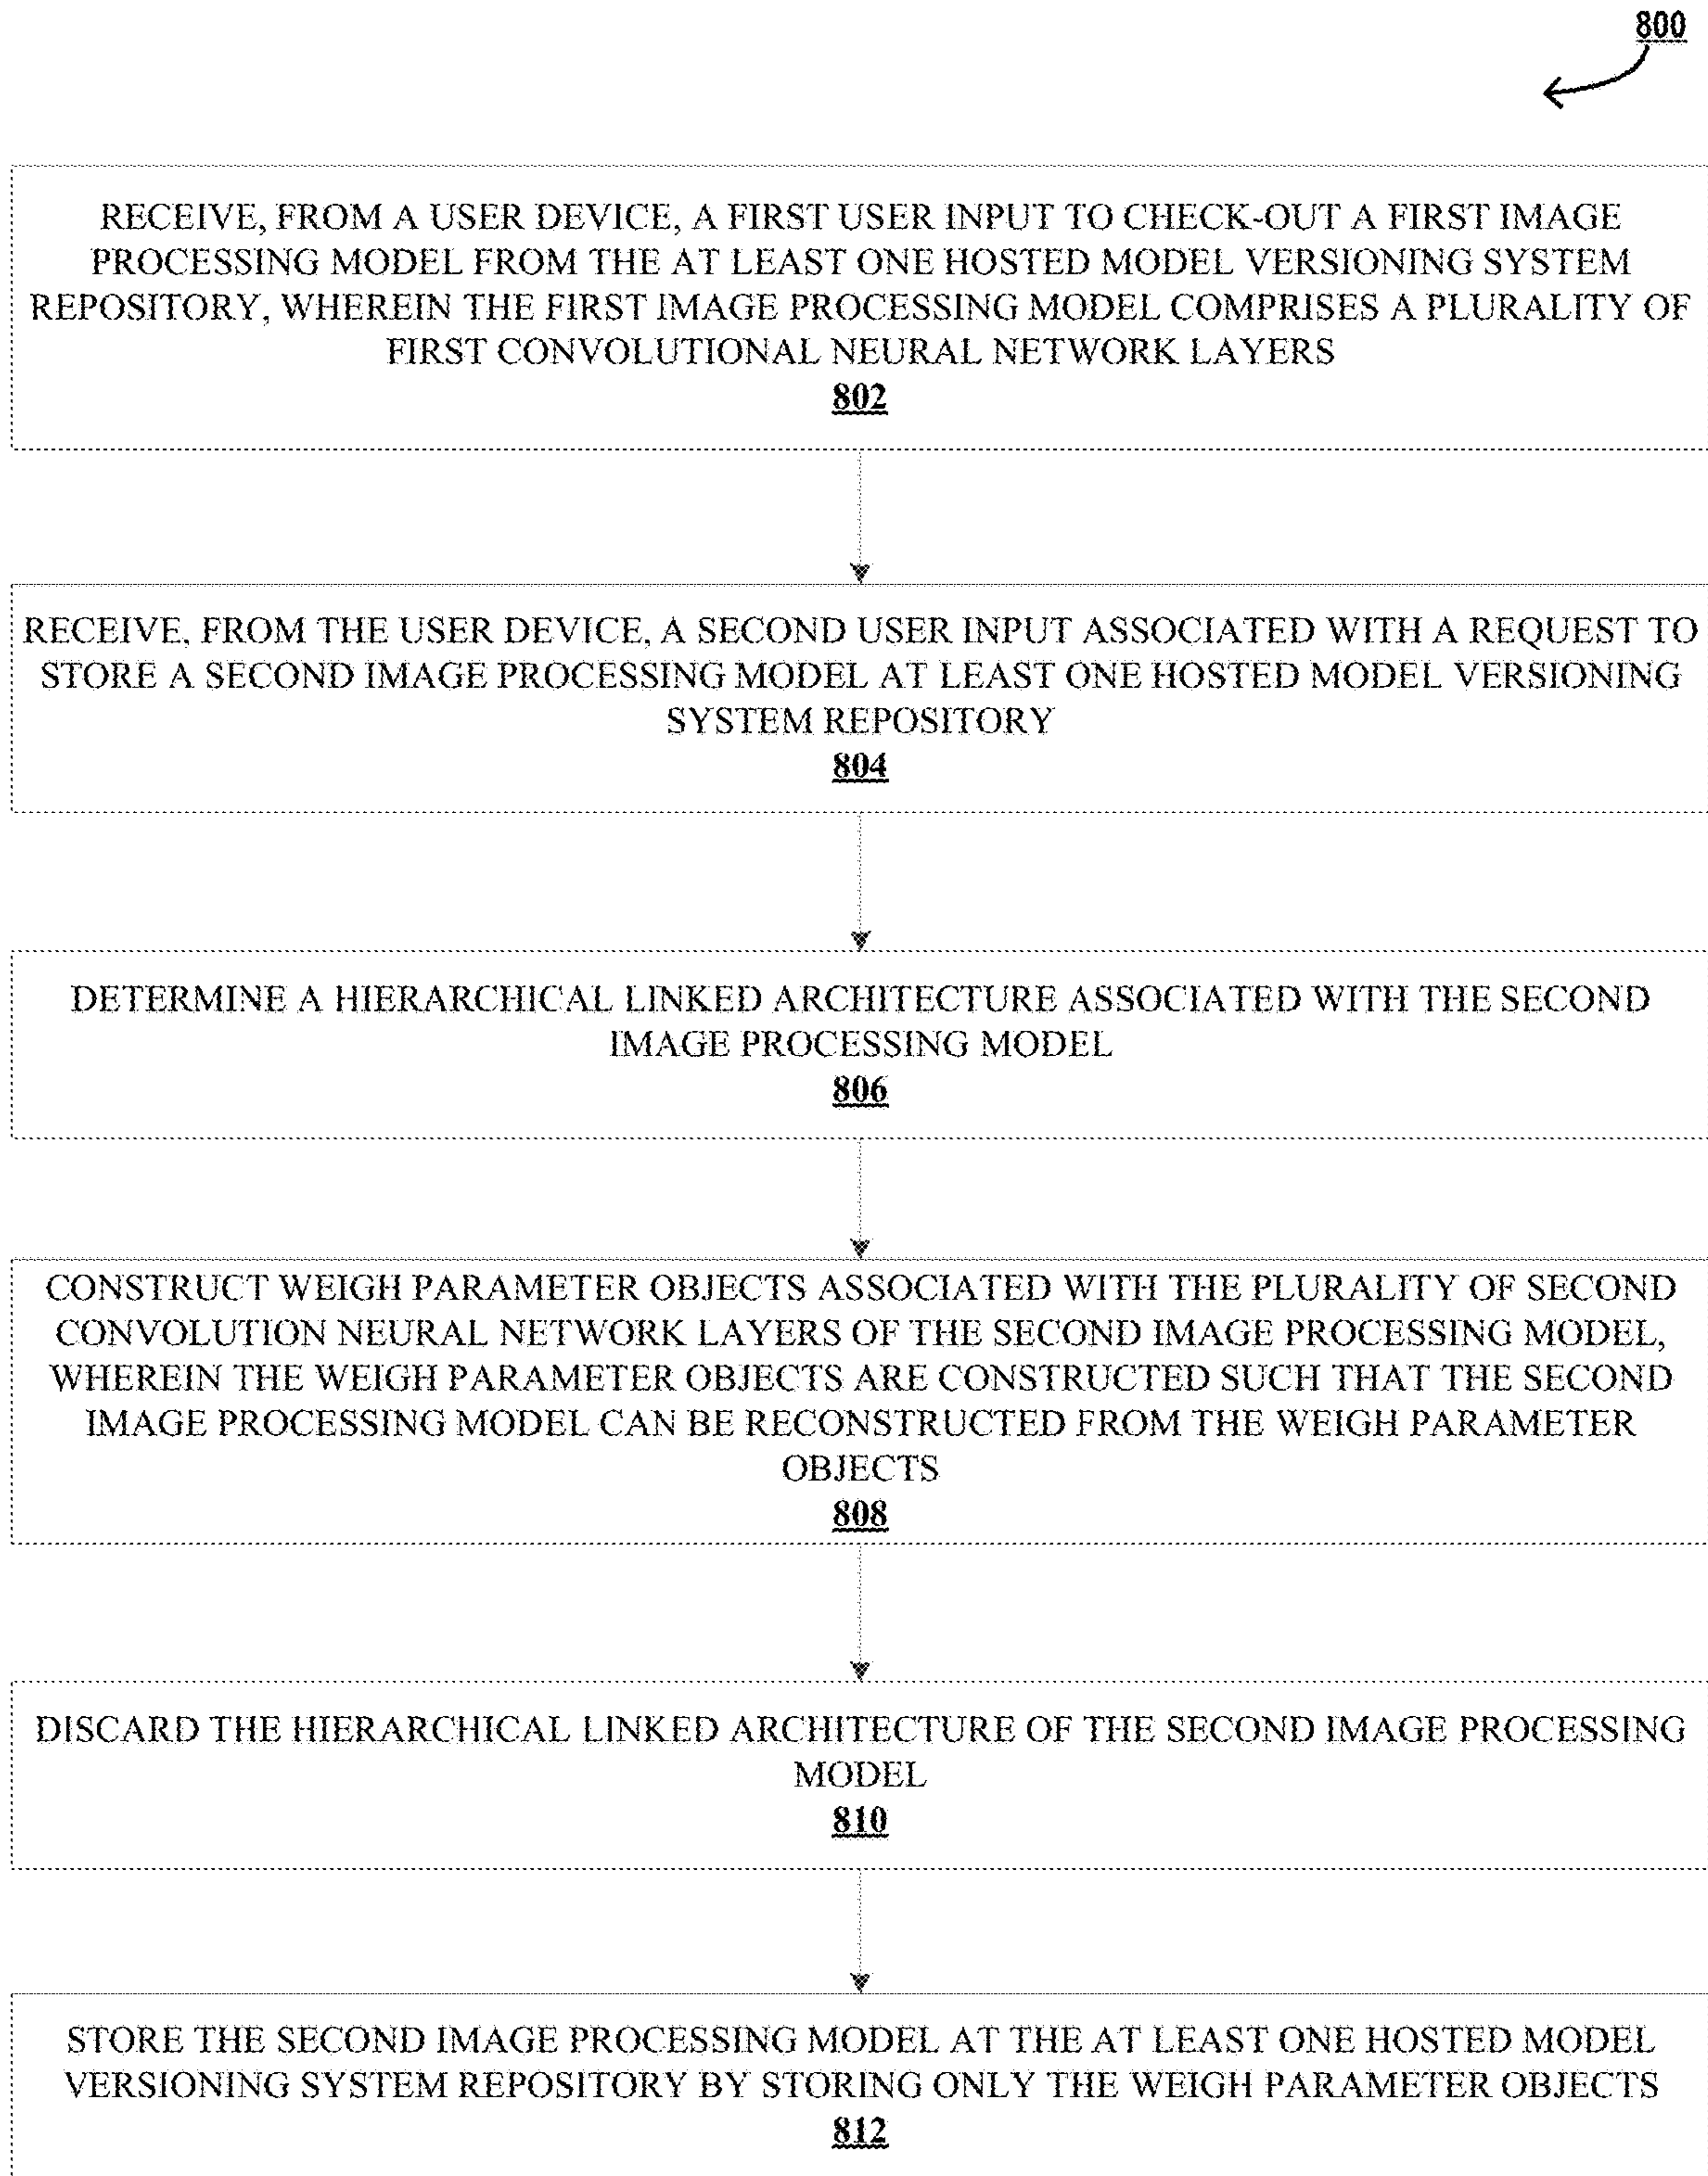 800
RECEIVE, FROM A USER DEVICE, A FIRST USER INPUT TO CHECK-OUT A FIRST IMAGE
PROCESSING MODEL FROM THE AT LEAST ONE HOSTED MODEL VERSIONING SYSTEM
REPOSITORY, WHEREIN THE FIRST IMAGE PROCESSING MODEL COMPRISES A PLURALITY OF
FIRST CONVOLUTIONAL NEURAL NETWORK LAYERS
802
RECEIVE, FROM THE USER DEVICE, A SECOND USER INPUT ASSOCIATED WITH A REQUEST TO
STORE A SECOND IMAGE PROCESSING MODEL AT LEAST ONE HOSTED MODEL VERSIONING
SYSTEM REPOSITORY
804
DETERMINE A HIERARCHICAL LINKED ARCHITECTURE ASSOCIATED WITH THE SECOND
IMAGE PROCESSING MODEL
806
CONSTRUCT WEIGH PARAMETER OBJECTS ASSOCIATED WITH THE PLURALITY OF SECOND
CONVOLUTION NEURAL NETWORK LAYERS OF THE SECOND IMAGE PROCESSING MODEL,
WHEREIN THE WEIGH PARAMETER OBJECTS ARE CONSTRUCTED SUCH THAT THE SECOND
IMAGE PROCESSING MODEL CAN BE RECONSTRUCTED FROM THE WEIGH PARAMETER
OBJECTS
808
DISCARD THE HIERARCHICAL LINKED ARCHITECTURE OF THE SECOND IMAGE PROCESSING
MODEL
810
STORE THE SECOND IMAGE PROCESSING MODEL AT THE AT LEAST ONE HOSTED MODEL
VERSIONING SYSTEM REPOSITORY BY STORING ONLY THE WEIGH PARAMETER OBJECTS
812